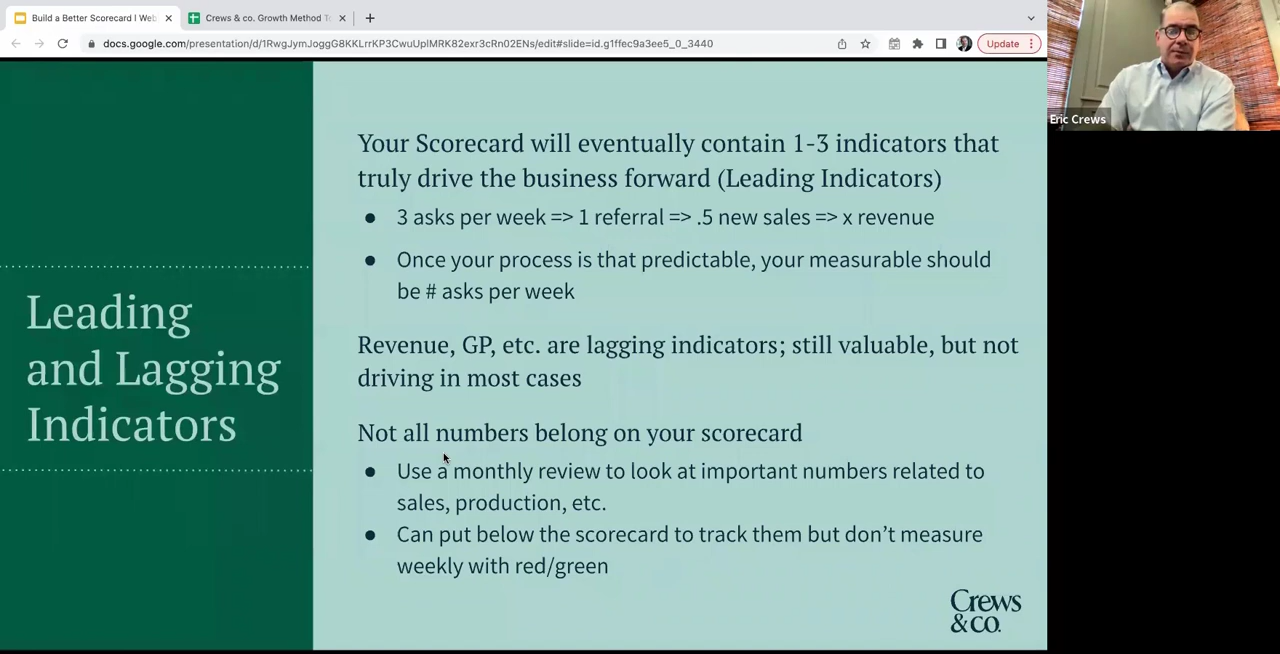 Build a Better Scorecard I Web
Crews & co. Growth Method T
docs.google.com/presentation/d/1RwgJymJoggG8KKLrrKP3CwuUplMRK82exr3cRn02ENs/edit#slide=id.g1ffec9a3ee5_0_3440
Update
Eric Crews
Leading
and Lagging
Indicators
Your Scorecard will eventually contain 1-3 indicators that
truly drive the business forward (Leading Indicators)
● 3 asks per week => 1 referral => .5 new sales => x revenue
● Once your process is that predictable, your measurable should
be # asks per week
Revenue, GP, etc. are lagging indicators; still valuable, but not
driving in most cases
Not all numbers belong on your scorecard
● Use a monthly review to look at important numbers related to
sales, production, etc.
● Can put below the scorecard to track them but don’t measure
weekly with red/green
Crews
& co.